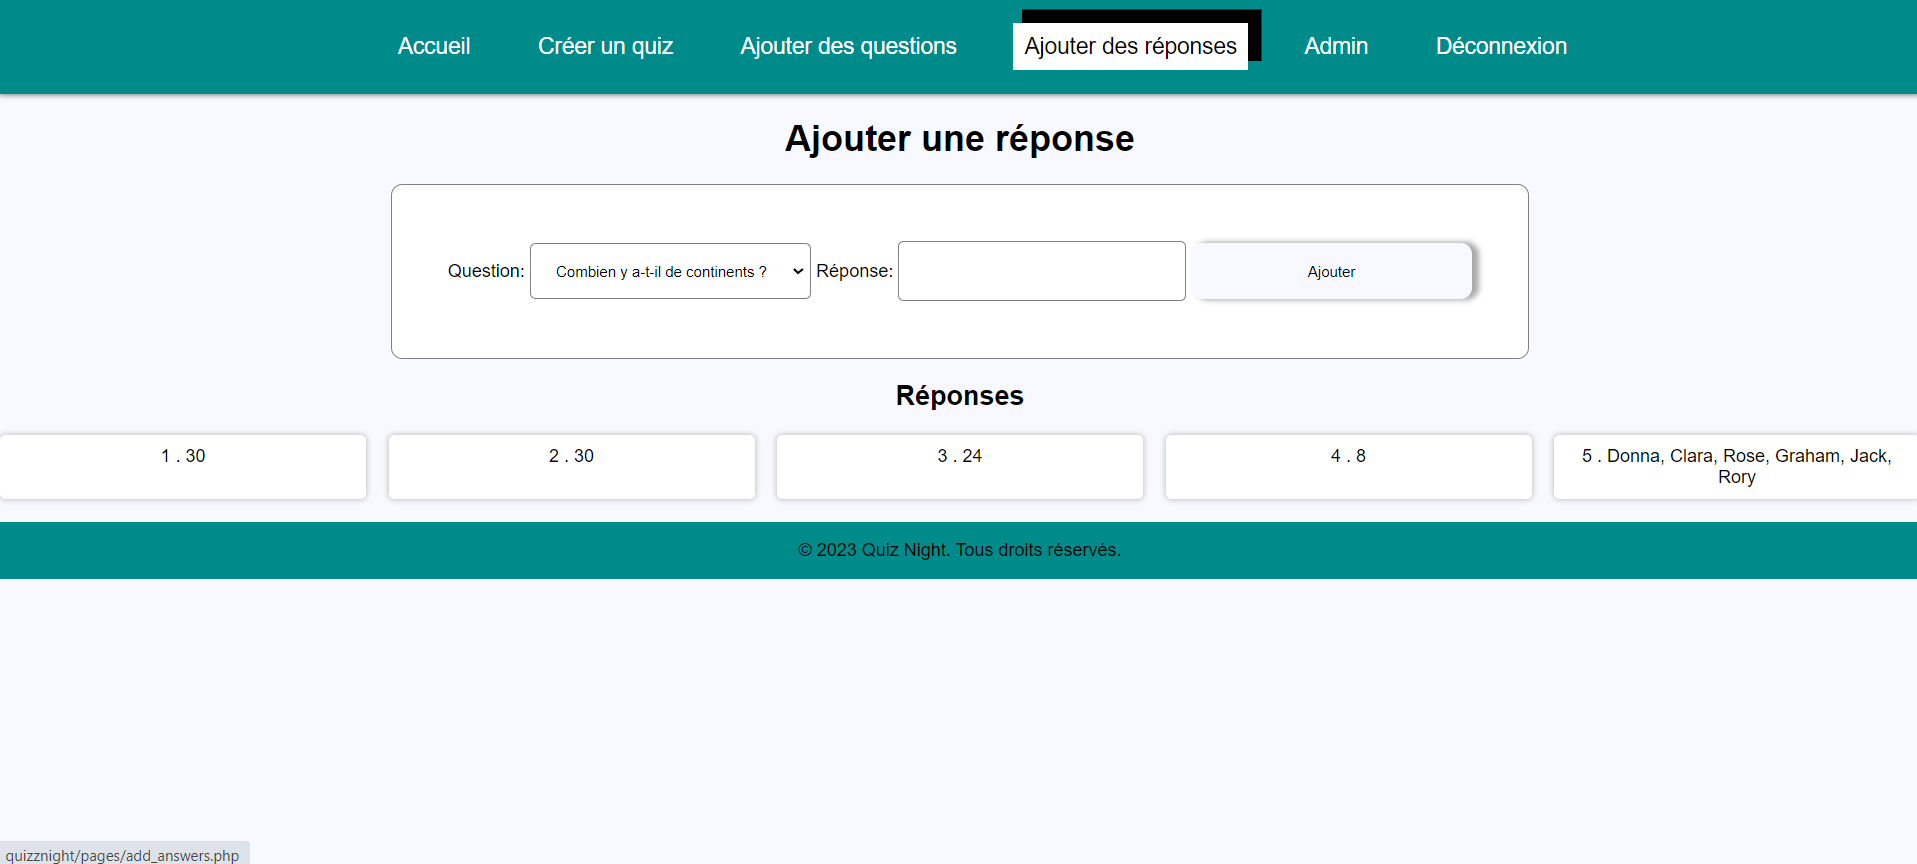 Accueil Créer un quiz Ajouter des questions Ajouter des réponses Admin Déconnexion
Ajouter une réponse
Question: Combien y a-t-il de continents ? Réponse: Ajouter
Réponses
1 . 30
2 . 30
3 . 24
4 . 8
5 . Donna, Clara, Rose, Graham, Jack,
Rory
© 2023 Quiz Night. Tous droits réservés.
quizznight/pages/add_answers.php